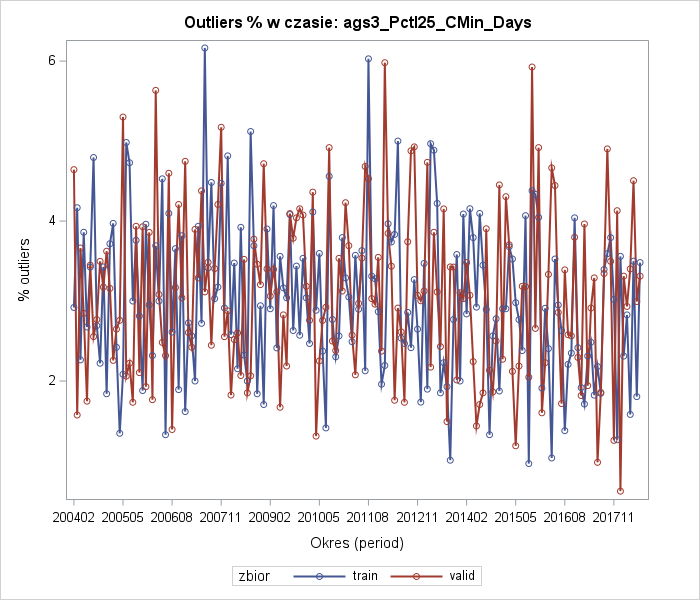 Outliers % w czasie: ags3_Pctl25_CMin_Days
% outliers
6
4
2
200402 200505 200608 200711 200902 201005 201108 201211 201402 201505 201608 201711
Okres (period)
zbior train valid